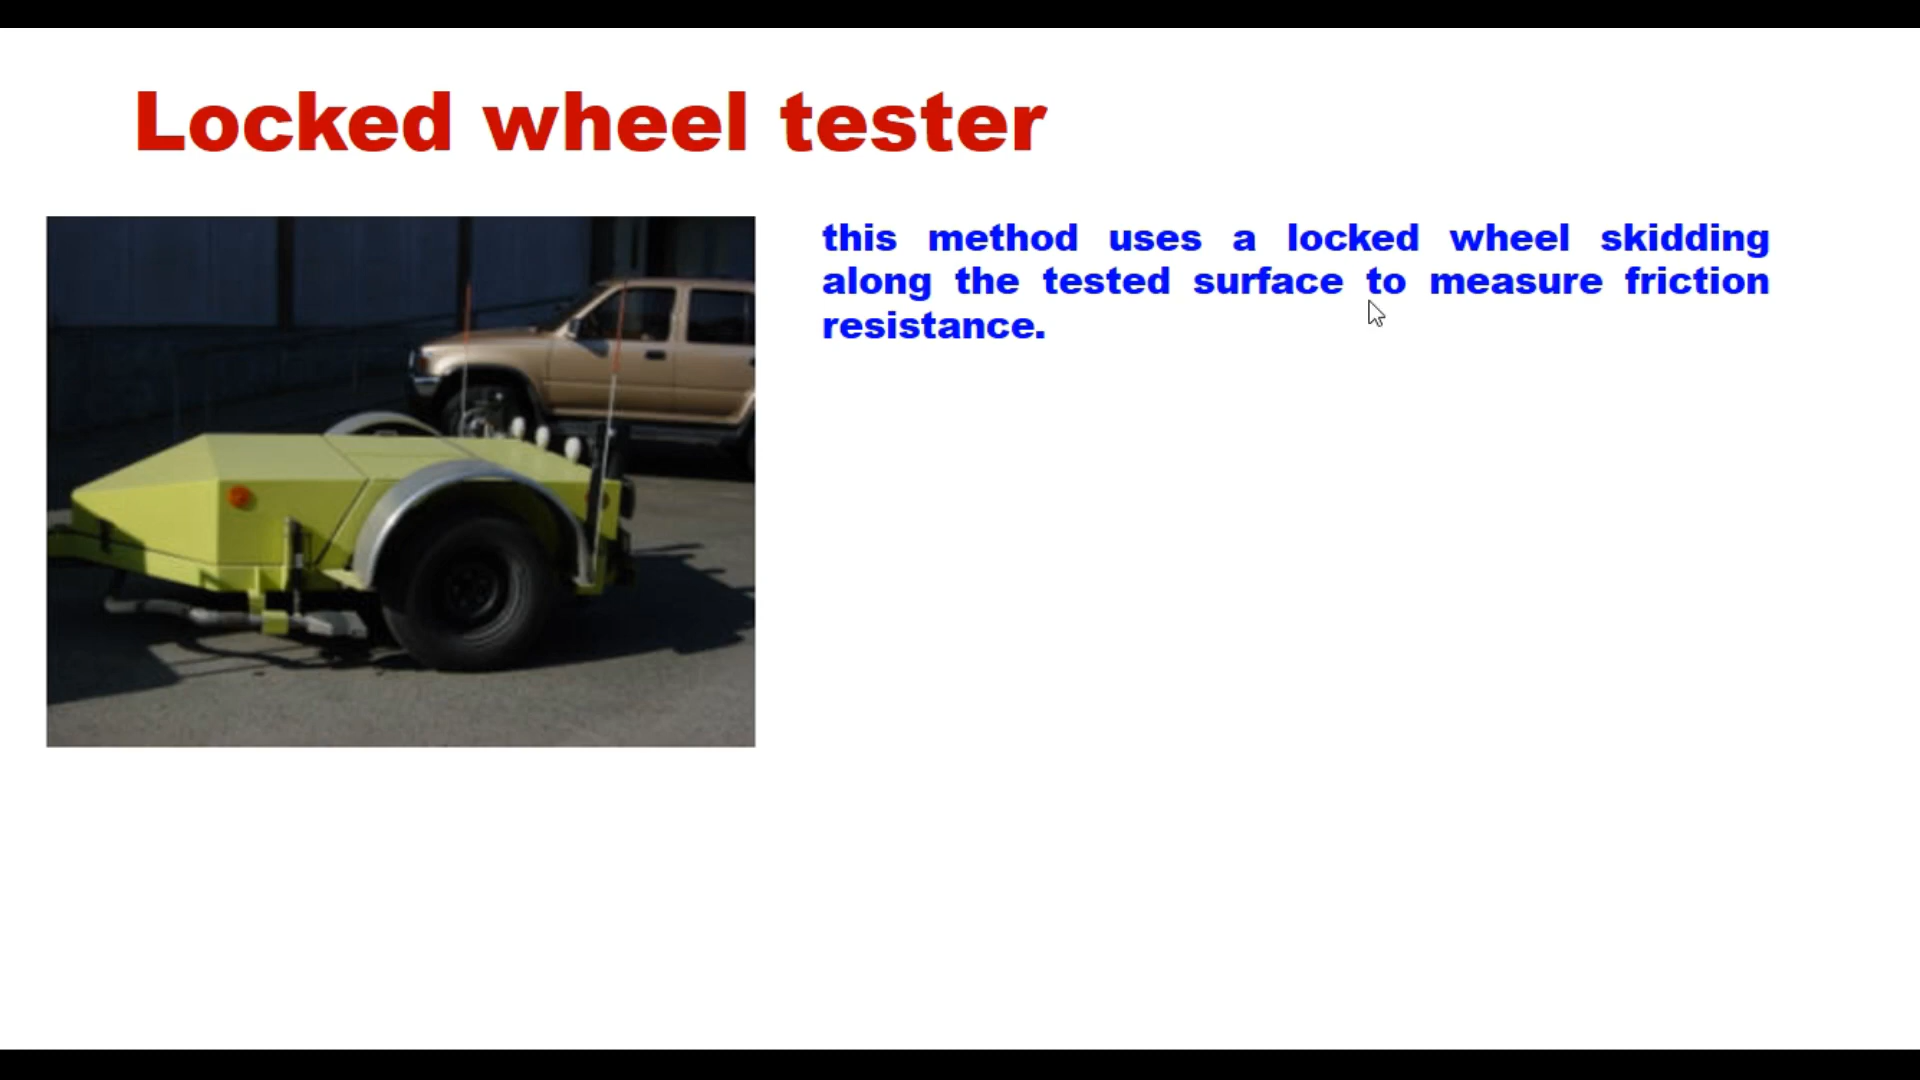 Locked wheel tester
this method uses a locked wheel skidding
along the tested surface to measure friction
resistance.